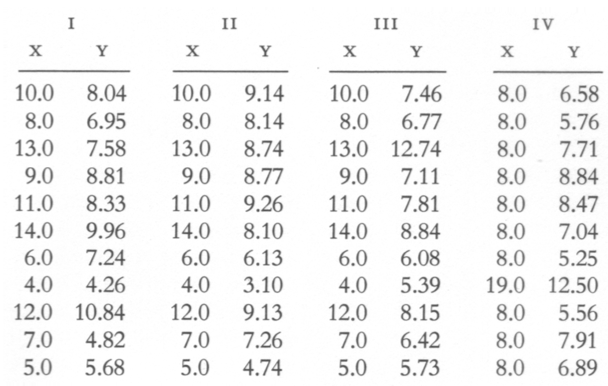 I II III IV
X Y X Y X Y X Y
10.0 8.04 10.0 9.14 10.0 7.46 8.0 6.58
8.0 6.95 8.0 8.14 8.0 6.77 8.0 5.76
13.0 7.58 13.0 8.74 13.0 12.74 8.0 7.71
9.0 8.81 9.0 8.77 9.0 7.11 8.0 8.84
11.0 8.33 11.0 9.26 11.0 7.81 8.0 8.47
14.0 9.96 14.0 8.10 14.0 8.84 8.0 7.04
6.0 7.24 6.0 6.13 6.0 6.08 8.0 5.25
4.0 4.26 4.0 3.10 4.0 5.39 19.0 12.50
12.0 10.84 12.0 9.13 12.0 8.15 8.0 5.56
7.0 4.82 7.0 7.26 7.0 6.42 8.0 7.91
5.0 5.68 5.0 4.74 5.0 5.73 8.0 6.89